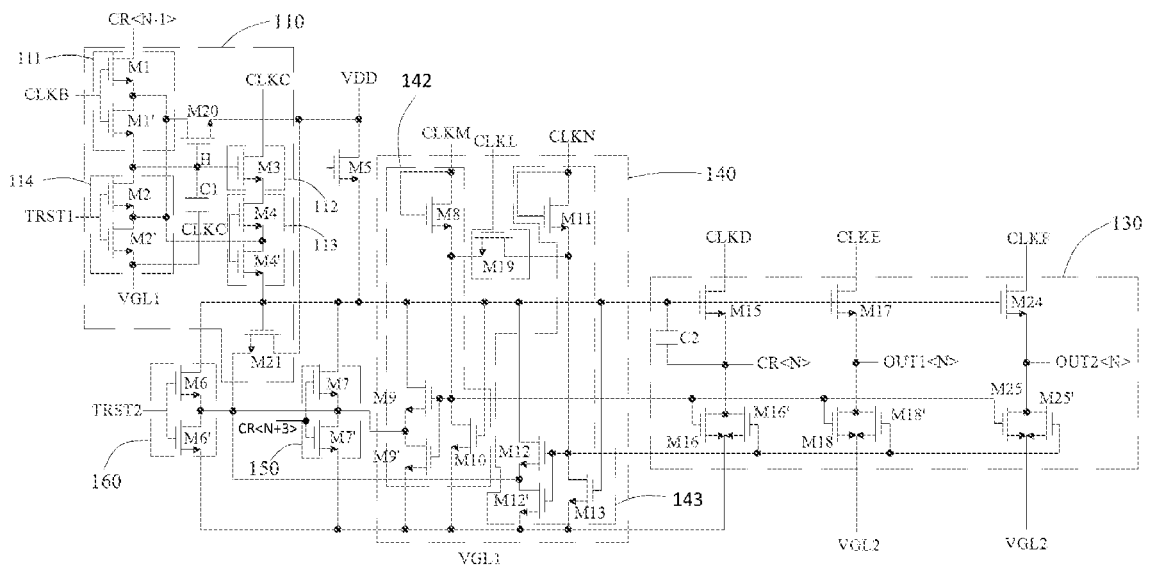 CR<N-1>
110
111
M1
CLKB
M1'
M20
CLKC
VDD
142
CLKM
CLKL
CLKN
140
H
M3
M5
112
114
M2
C1
M4
M8
M11
TRST1
CLKC
113
M2'
M4'
M19
CLKD
CLKE
CLKF
130
VGL1
M15
M17
M24
C2
M21
CR<N>
OUT1<N>
OUT2<N>
M6
M7
M9
M25
M25'
TRST2
CR<N+3>
M16'
M18'
M6'
M7'
M9'
M10
M12
M16
M18
160
150
M12'
M13
143
VGL1
VGL2
VGL2